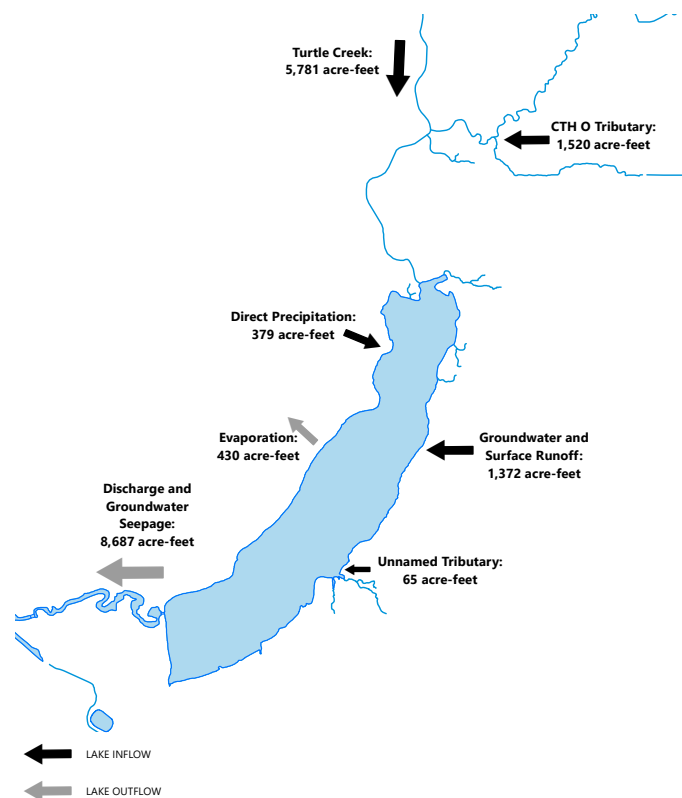 Turtle Creek:
5,781 acre-feet
CTH O Tributary:
1,520 acre-feet
Direct Precipitation:
379 acre-feet
Evaporation:
430 acre-feet
Groundwater and
Surface Runoff:
1,372 acre-feet
Discharge and
Groundwater
Seepage:
8,687 acre-feet
Unnamed Tributary:
65 acre-feet
LAKE INFLOW
LAKE OUTFLOW